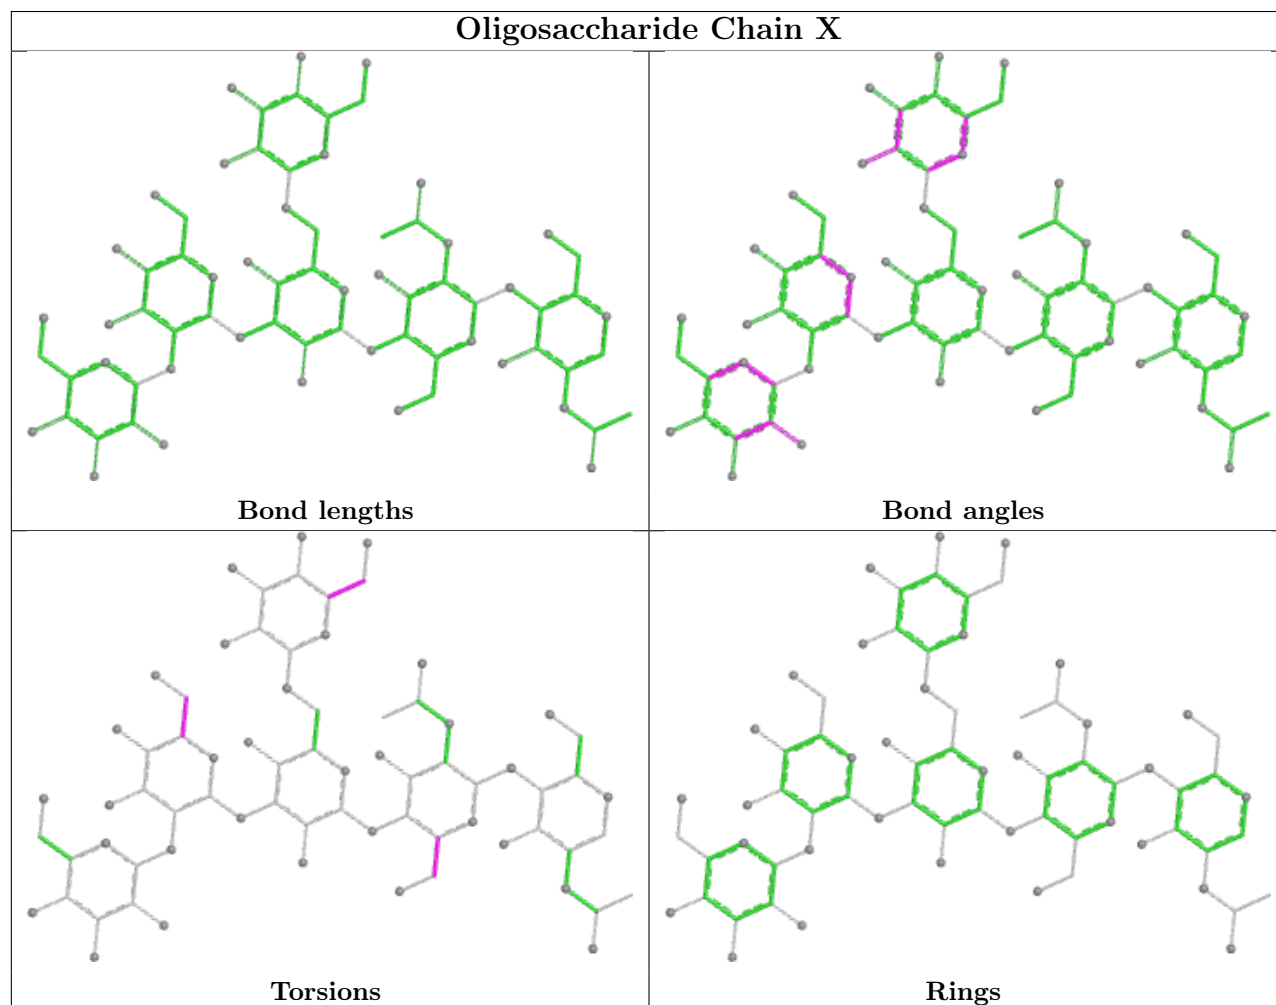 Oligosaccharide Chain X
Bond lengths
Bond angles
Torsions
Rings